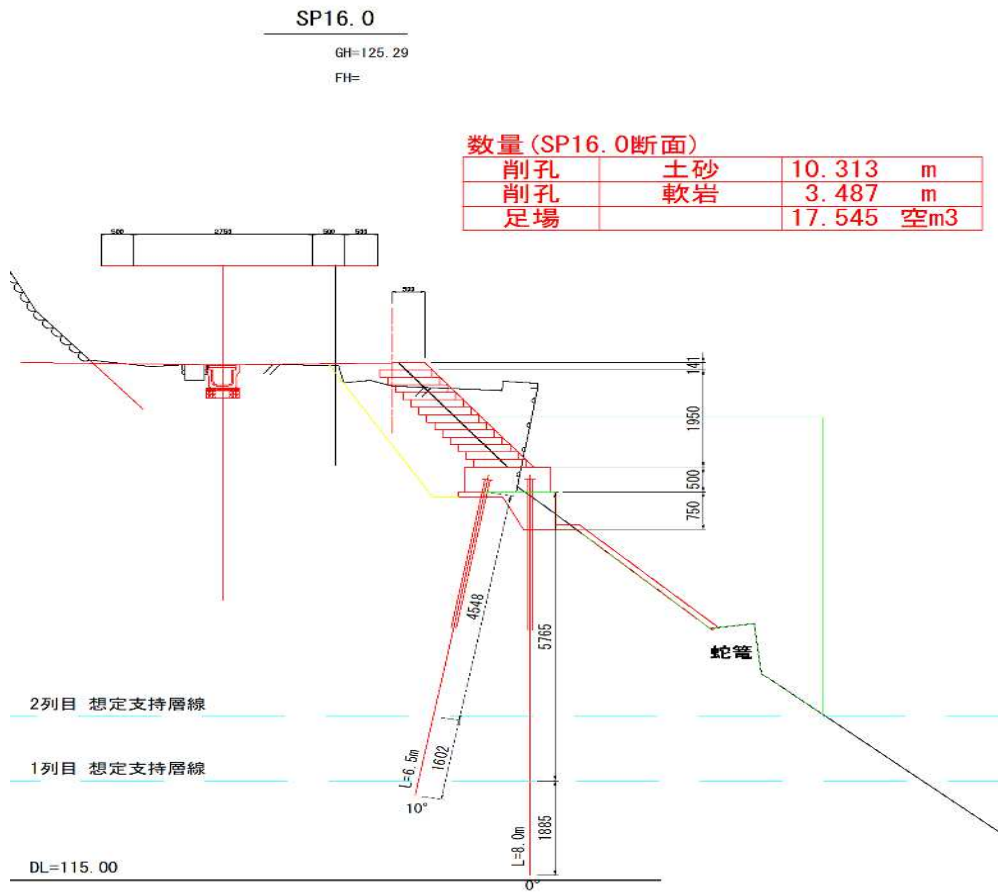 SP16.0
GH=125.29
FH=
数量(SP16.0断面)
削孔 土砂 10.313 m
削孔 軟岩 3.487 m
足場 17.545 空m3
500 2750 500 500
500
141
1950
500
750
4548
5765
蛇篭
2列目 想定支持層線
1602
L=6.5m
1列目 想定支持層線
10°
1885
L=8.0m
DL=115.00
0°